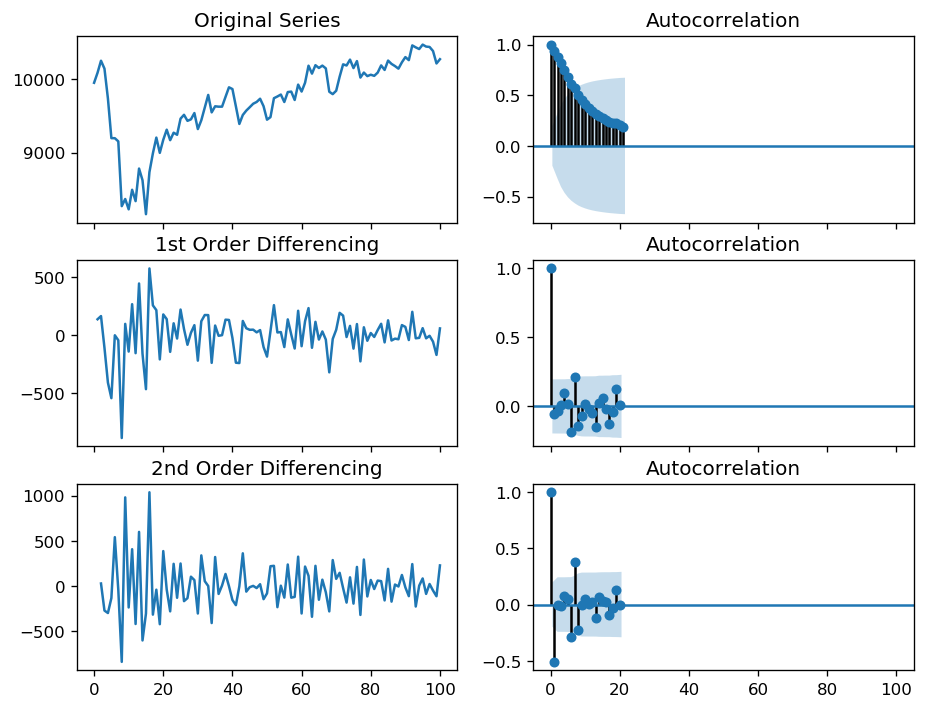 Original Series
Autocorrelation
10000
9000
1.0
0.5
0.0
−0.5
1st Order Differencing
Autocorrelation
500
0
−500
1.0
0.5
0.0
2nd Order Differencing
Autocorrelation
1000
500
0
−500
1.0
0.5
0.0
−0.5
0 20 40 60 80 100
0 20 40 60 80 100